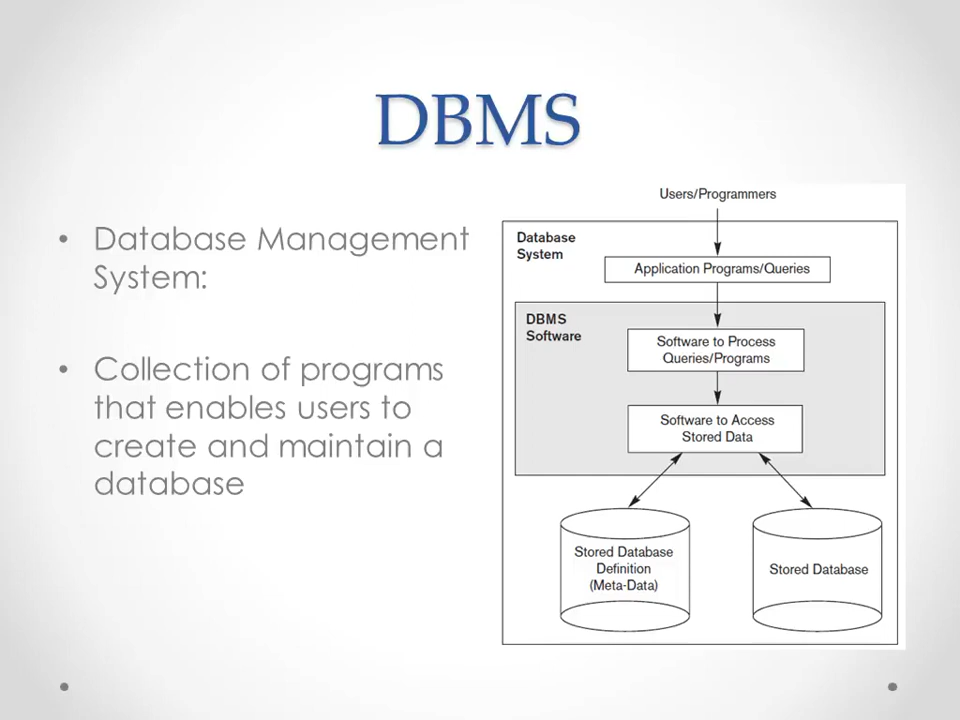 DBMS
• Database Management
System:
• Collection of programs
that enables users to
create and maintain a
database
Users/Programmers
Database
System
Application Programs/Queries
DBMS
Software
Software to Process
Queries/Programs
Software to Access
Stored Data
Stored Database
Definition
(Meta-Data)
Stored Database